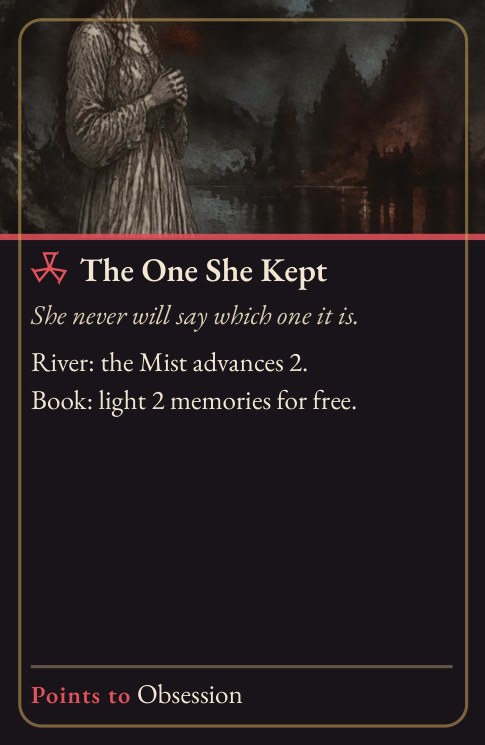 The One She Kept
She never will say which one it is.
River: the Mist advances 2.
Book: light 2 memories for free.
Points to Obsession